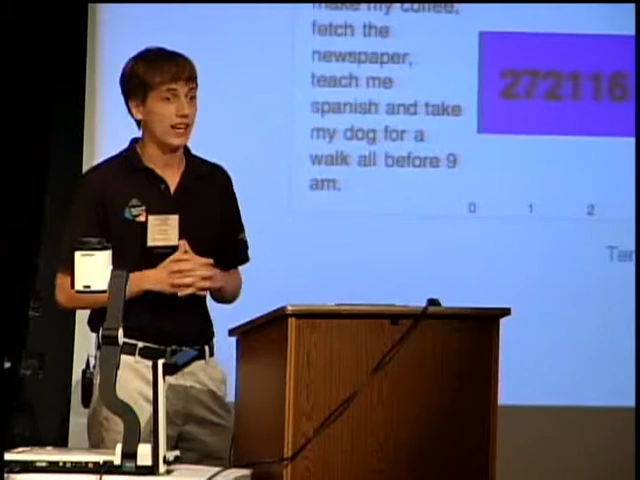 make my coffee,
fetch the
newspaper,
teach me
spanish and take
my dog for a
walk all before 9
am.
272116
0 1 2
Ter